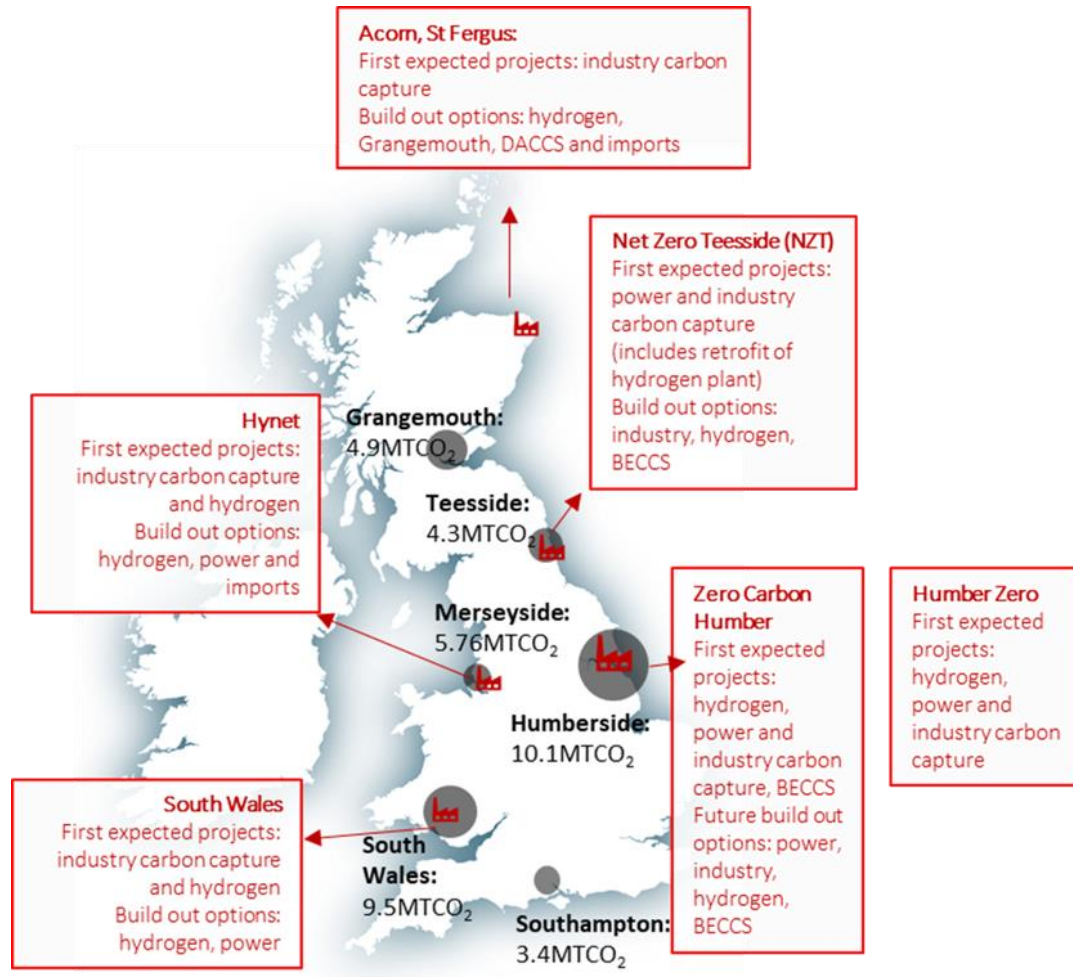 Acorn, St Fergus:
First expected projects: industry carbon
capture
Build out options: hydrogen,
Grangemouth, DACCS and imports
Net Zero Teesside (NZT)
First expected projects:
power and industry
carbon capture
(includes retrofit of
hydrogen plant)
Build out options:
industry, hydrogen,
BECCS
Hynet
First expected projects:
industry carbon capture
and hydrogen
Build out options:
hydrogen, power and
imports
Grangemouth:
4.9MTCO₂
Teesside:
4.3MTCO₂
Merseyside:
5.76MTCO₂
Humberside:
10.1MTCO₂
Zero Carbon
Humber
First expected
projects:
hydrogen,
power and
industry carbon
capture, BECCS
Future build out
options: power,
industry,
hydrogen,
BECCS
Humber Zero
First expected
projects:
hydrogen,
power and
industry carbon
capture
South Wales
First expected projects:
industry carbon capture
and hydrogen
Build out options:
hydrogen, power
South
Wales:
9.5MTCO₂
Southampton:
3.4MTCO₂